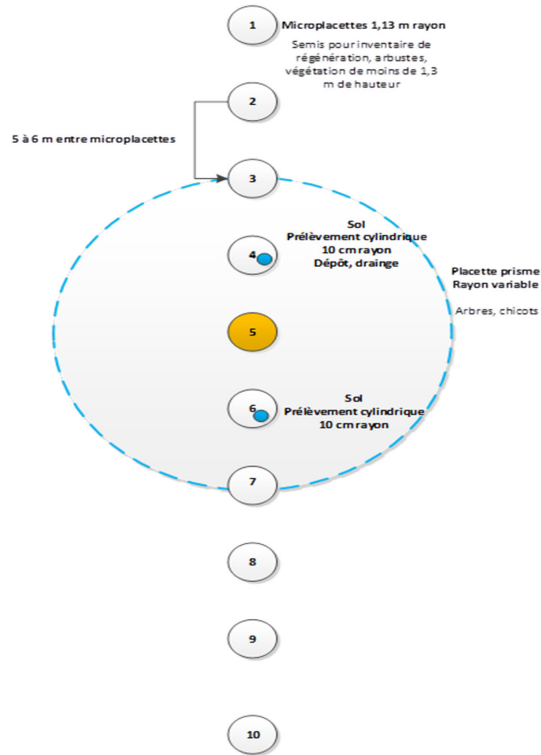 1
Microplacettes 1,13 m rayon
Semis pour inventaire de
régénération, arbustes,
végétation de moins de 1,3
m de hauteur
2
5 à 6 m entre microplacettes
3
Sol
Prélèvement cylindrique
10 cm rayon
Dépôt, drainge
4
Placette prisme
Rayon variable
Arbres, chicots
5
Sol
Prélèvement cylindrique
10 cm rayon
6
7
8
9
10